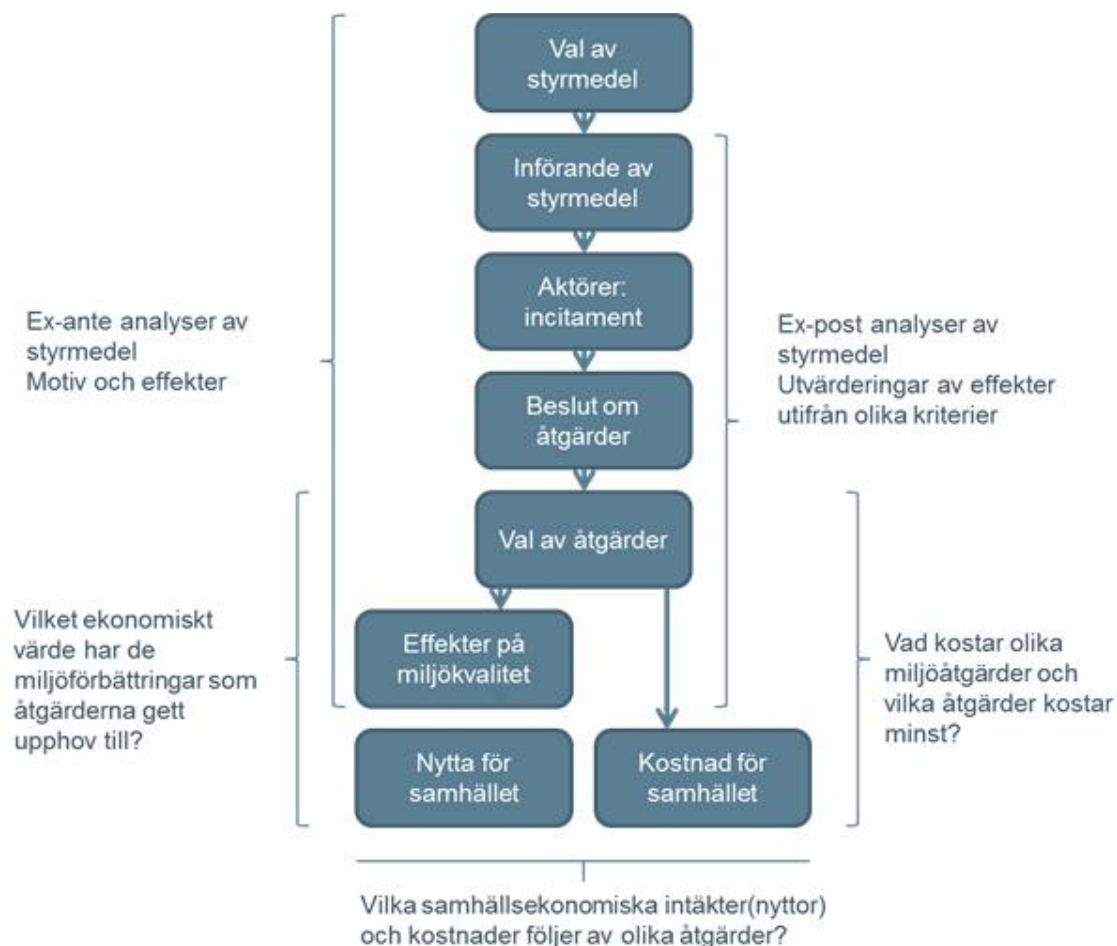 Val av
styrmedel
Införande av
styrmedel
Aktörer:
incitament
Ex-ante analyser av
styrmedel
Motiv och effekter
Ex-post analyser av
styrmedel
Utvärderingar av effekter
utifrån olika kriterier
Beslut om
åtgärder
Val av åtgärder
Vilket ekonomiskt
värde har de
miljöförbättringar som
åtgärderna gett
upphov till?
Effekter på
miljökvalitet
Vad kostar olika
miljöåtgärder och
vilka åtgärder kostar
minst?
Nytta för
samhället
Kostnad för
samhället
Vilka samhällsekonomiska intäkter(nyttor)
och kostnader följer av olika åtgärder?